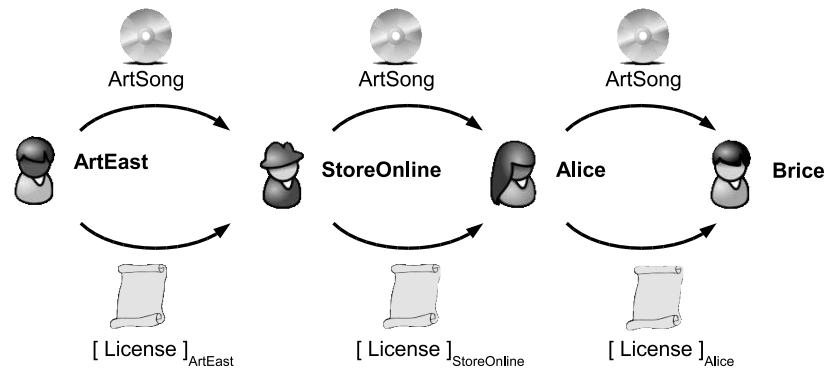 ArtSong ArtSong ArtSong
ArtEast StoreOnline Alice Brice
[ License ]ArtEast [ License ]StoreOnline [ License ]Alice